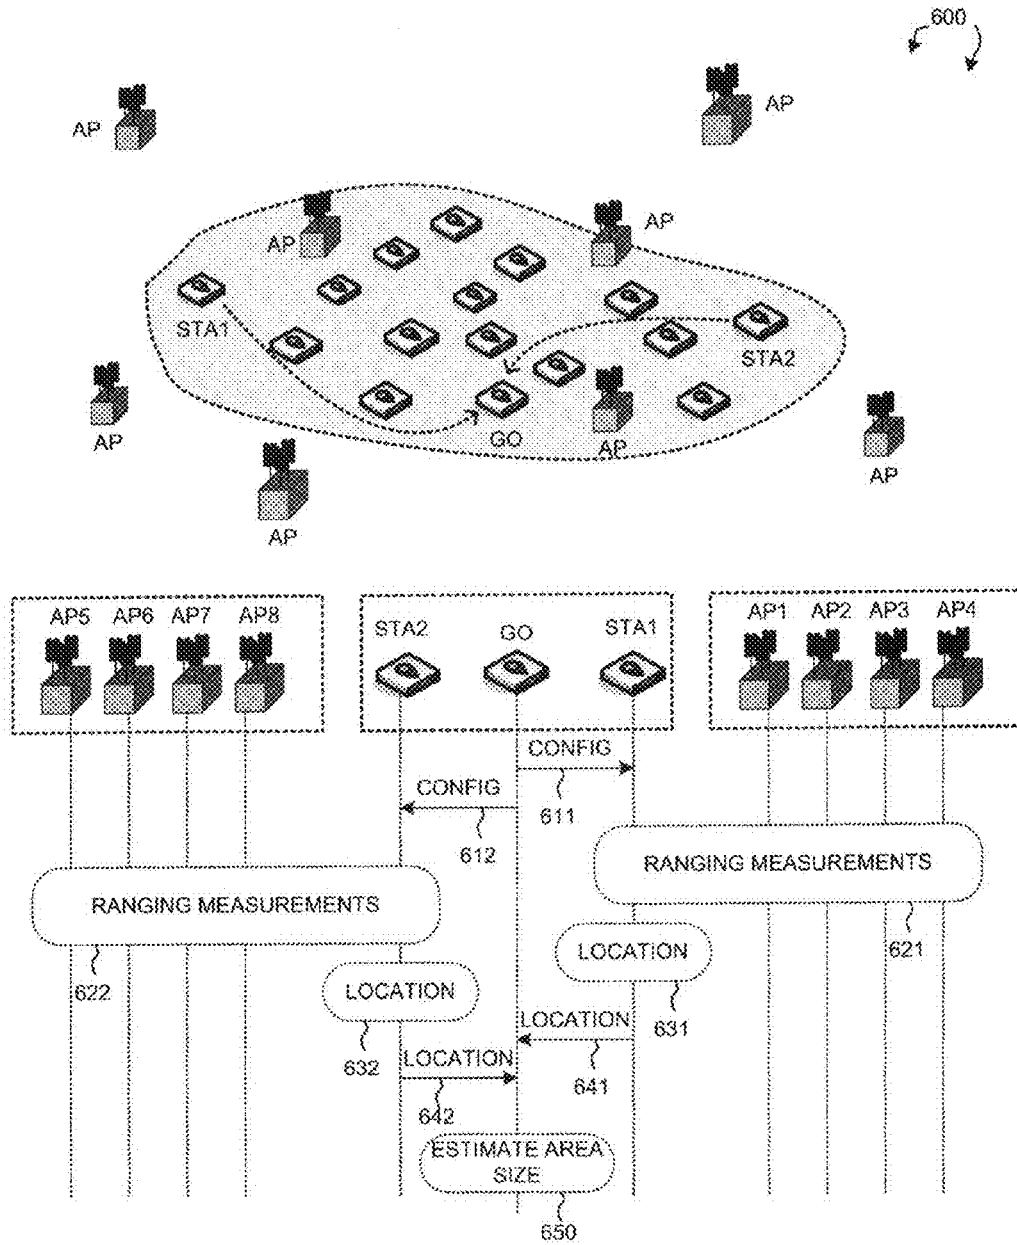 600
AP
AP
AP
AP
STA1
STA2
GO
AP
AP
AP
AP
AP5 AP6 AP7 AP8
STA2 GO STA1
AP1 AP2 AP3 AP4
CONFIG
611
CONFIG
612
RANGING MEASUREMENTS
621
RANGING MEASUREMENTS
622
LOCATION
631
LOCATION
632
LOCATION
641
LOCATION
642
ESTIMATE AREA
SIZE
650